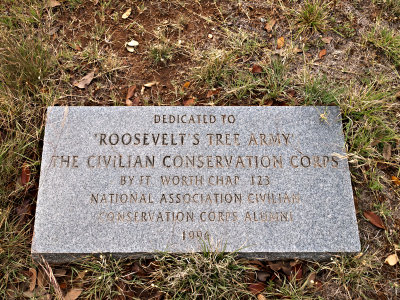 DEDICATED TO
"ROOSEVELT'S TREE ARMY"
THE CIVILIAN CONSERVATION CORPS
BY FT. WORTH CHAP. 123
NATIONAL ASSOCIATION CIVILIAN
CONSERVATION CORPS ALUMNI
1994